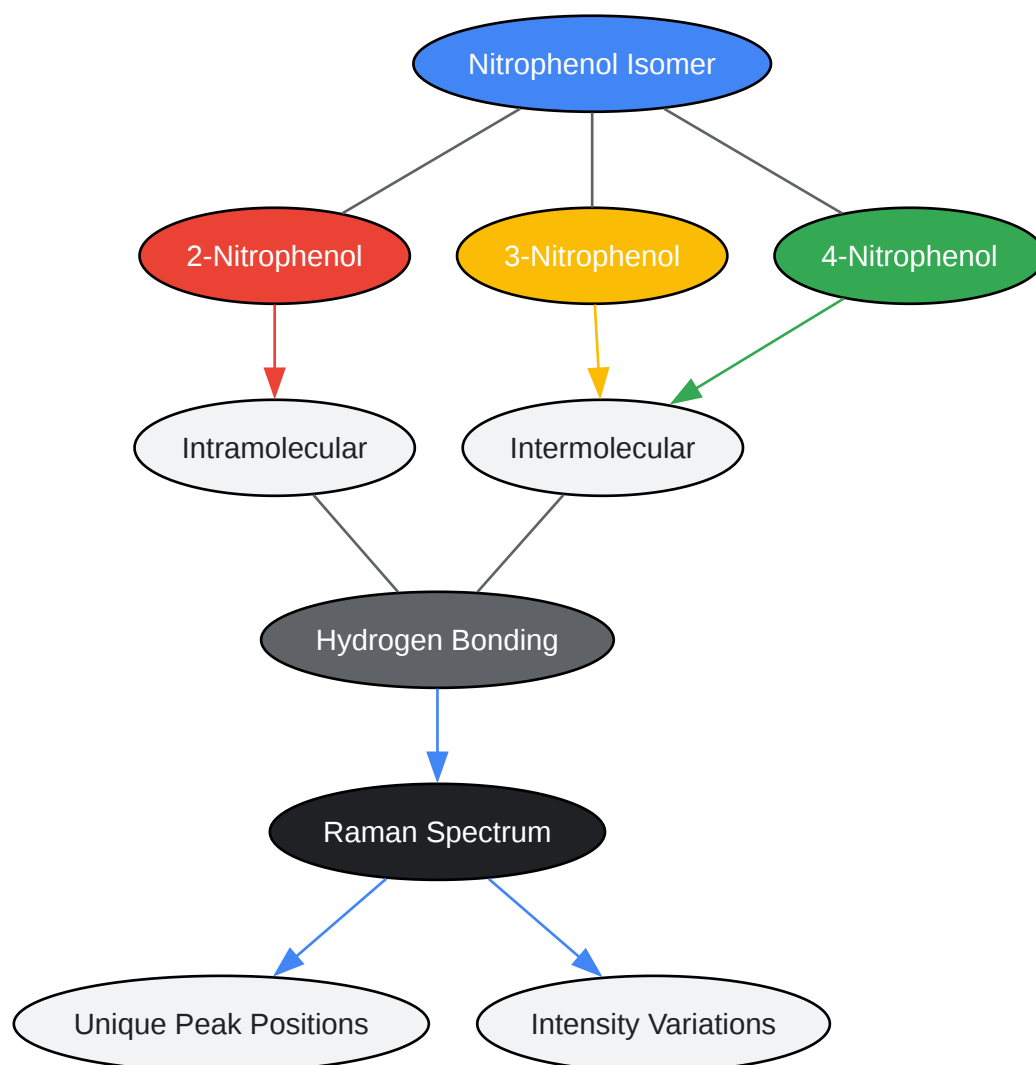 Nitrophenol Isomer
2-Nitrophenol
3-Nitrophenol
4-Nitrophenol
Intramolecular
Intermolecular
Hydrogen Bonding
Raman Spectrum
Unique Peak Positions
Intensity Variations